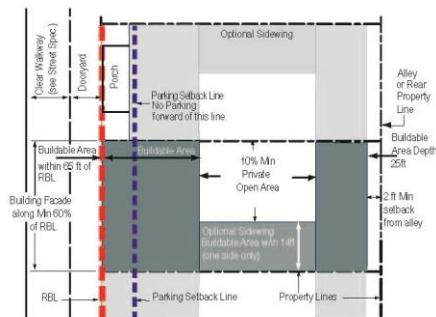 Clear Walkway
(see Street Spec.)
Dooryard
Porch
Optional Sidewing
Parking Setback Line
No Parking
forward of this line.
Alley
or Rear
Property
Line
Buildable Area
within 65 ft of
RBL
Buildable Area
Buildable
Area Depth
25ft
10% Min
Private
Open Area
Building Facade
along Min 60%
of RBL
2 ft Min
setback
from alley
Optional Sidewing
Buildable Area w/in 14ft
(one side only)
RBL
Parking Setback Line
Property Lines